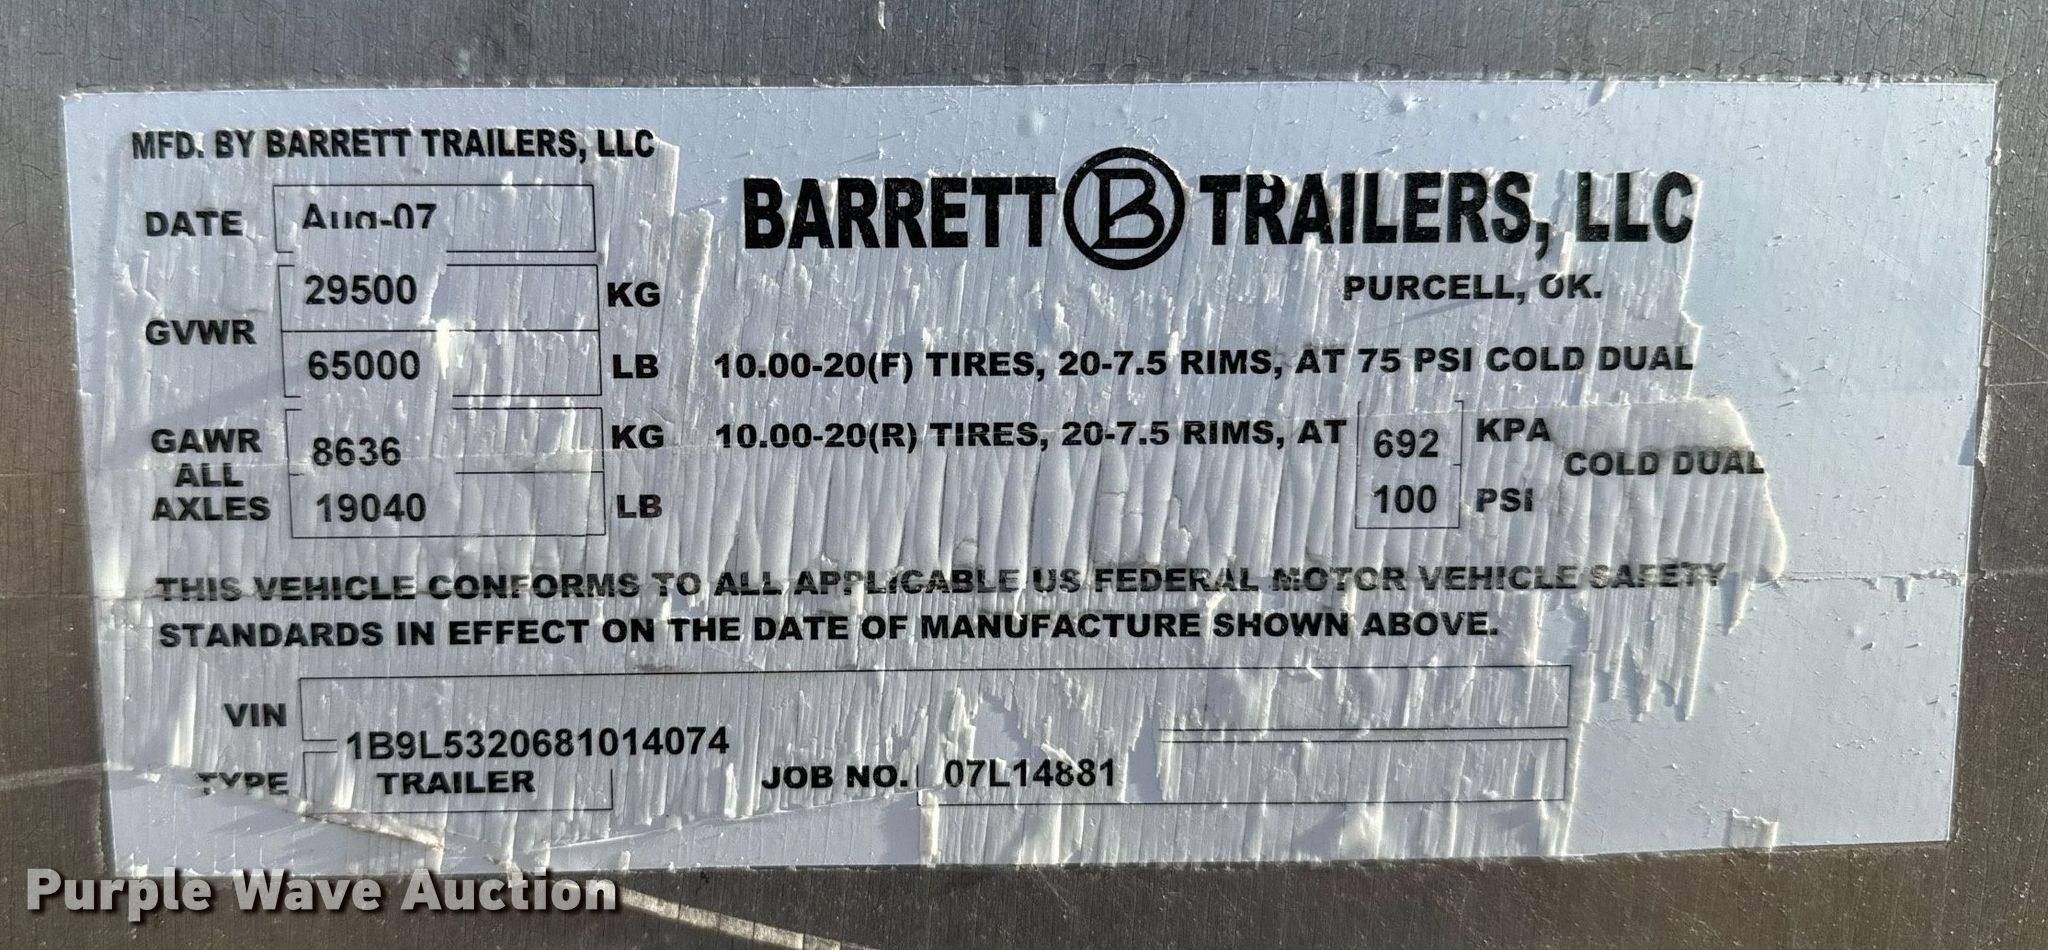 MFD. BY BARRETT TRAILERS, LLC
BARRETT B TRAILERS, LLC
PURCELL, OK.
DATE Aug-07
GVWR 29500 KG
65000 LB
10.00-20(F) TIRES, 20-7.5 RIMS, AT 75 PSI COLD DUAL
GAWR ALL AXLES 8636 KG
19040 LB
10.00-20(R) TIRES, 20-7.5 RIMS, AT 692 KPA
100 PSI
COLD DUAL
THIS VEHICLE CONFORMS TO ALL APPLICABLE US FEDERAL MOTOR VEHICLE SAFETY
STANDARDS IN EFFECT ON THE DATE OF MANUFACTURE SHOWN ABOVE.
VIN 1B9L5320681014074
TYPE TRAILER JOB NO. 07L14881
Purple Wave Auction